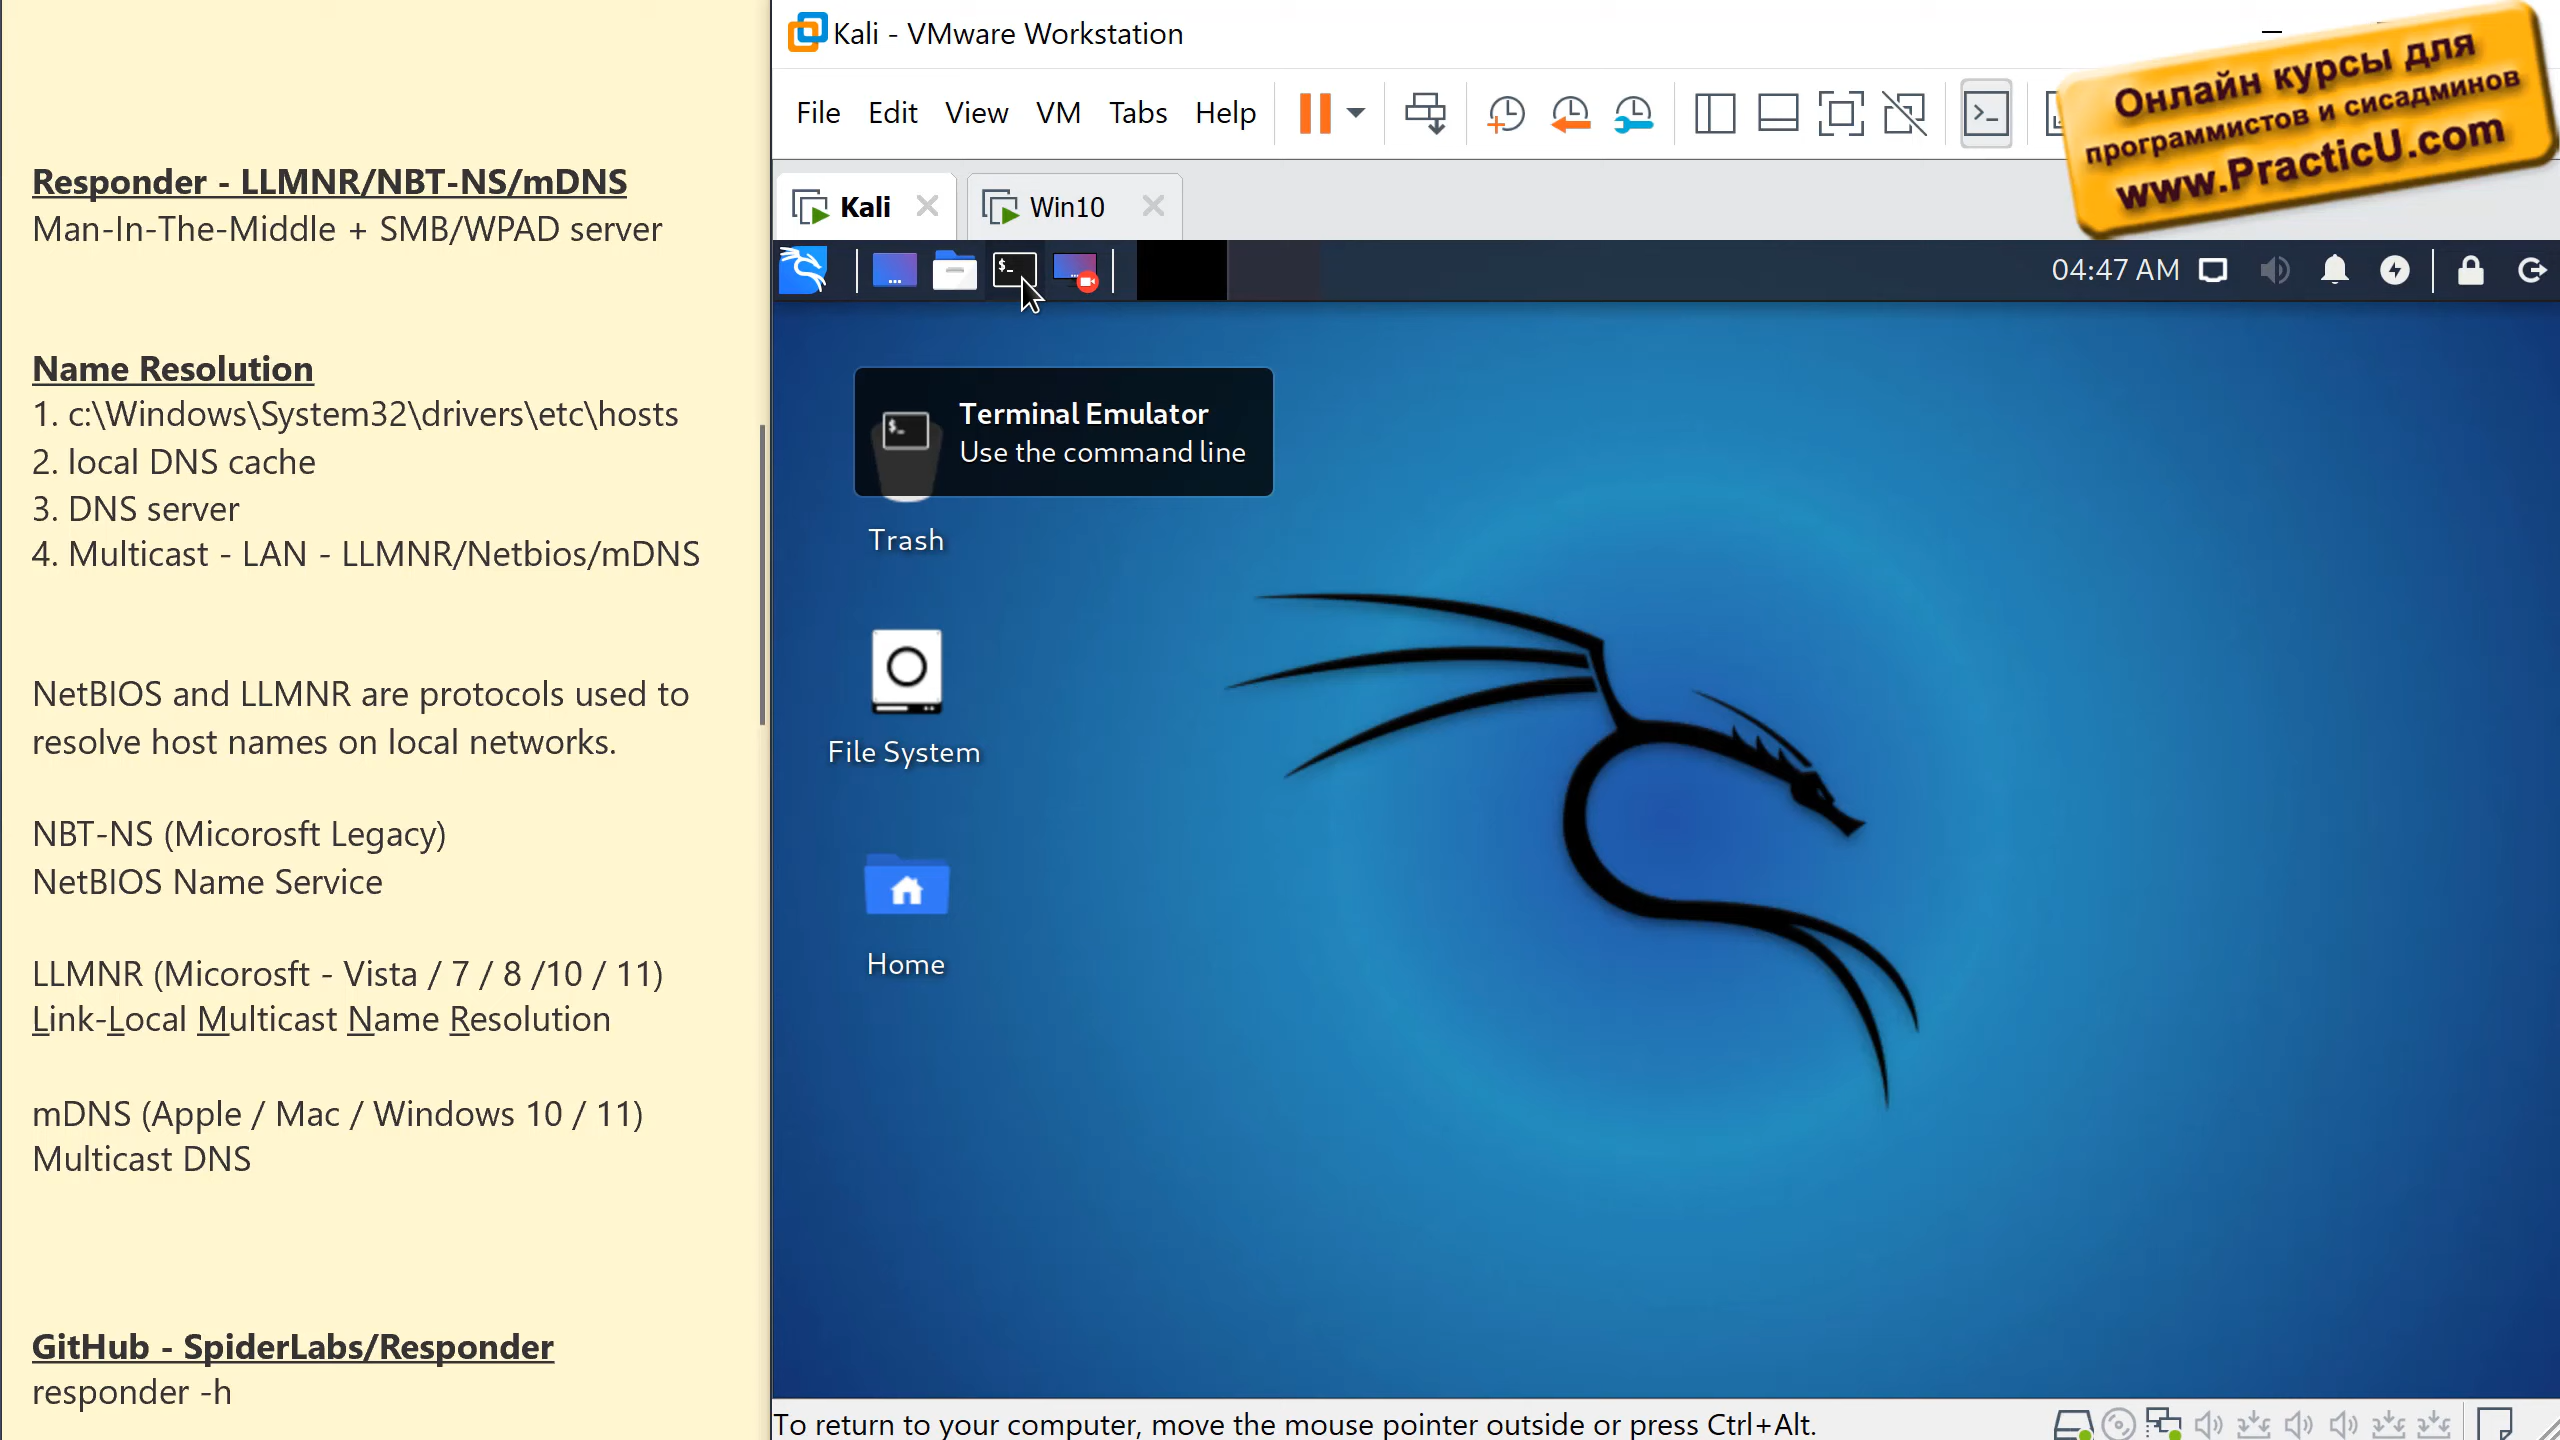 Responder - LLMNR/NBT-NS/mDNS
Man-In-The-Middle + SMB/WPAD server
Name Resolution
1. c:\Windows\System32\drivers\etc\hosts
2. local DNS cache
3. DNS server
4. Multicast - LAN - LLMNR/Netbios/mDNS
NetBIOS and LLMNR are protocols used to
resolve host names on local networks.
NBT-NS (Micorosft Legacy)
NetBIOS Name Service
LLMNR (Micorosft - Vista / 7 / 8 /10 / 11)
Link-Local Multicast Name Resolution
mDNS (Apple / Mac / Windows 10 / 11)
Multicast DNS
GitHub - SpiderLabs/Responder
responder -h
Kali - VMware Workstation
File Edit View VM Tabs Help
Kali
Win10
04:47 AM
Terminal Emulator
Use the command line
Trash
File System
Home
To return to your computer, move the mouse pointer outside or press Ctrl+Alt.
Онлайн курсы для
программистов и сисадминов
www.PracticU.com